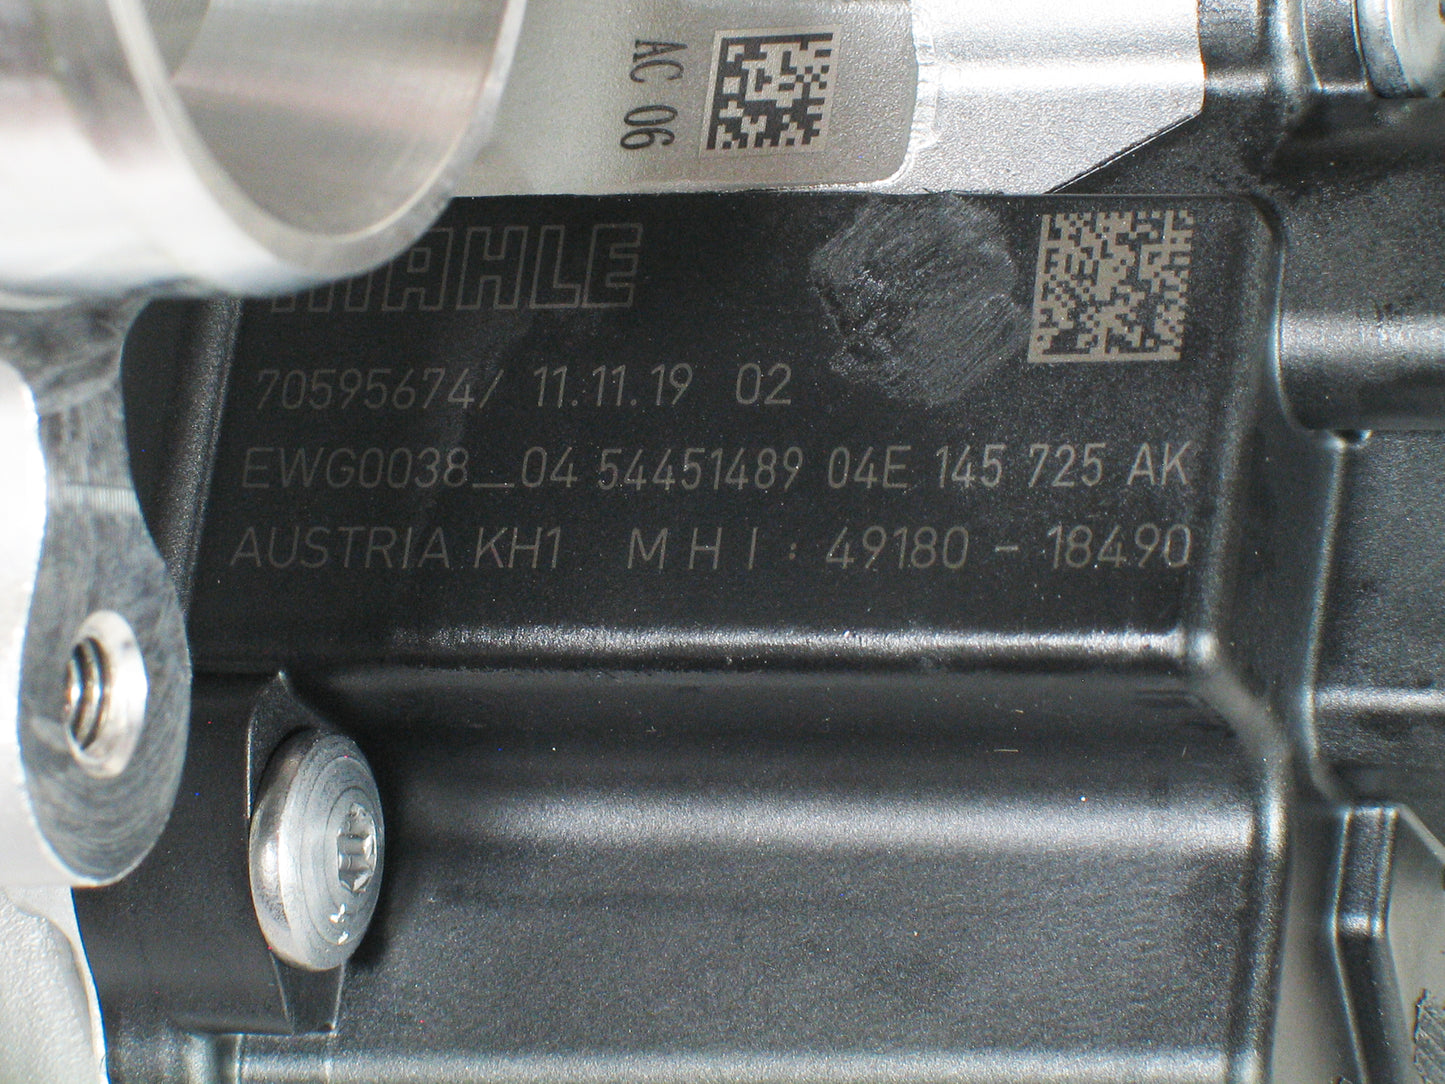 AC 06
MAHLE
70595674/ 11.11.19 02
EWG0038_04 54451489 04E 145 725 AK
AUSTRIA KH1 M H I : 49180 - 18490